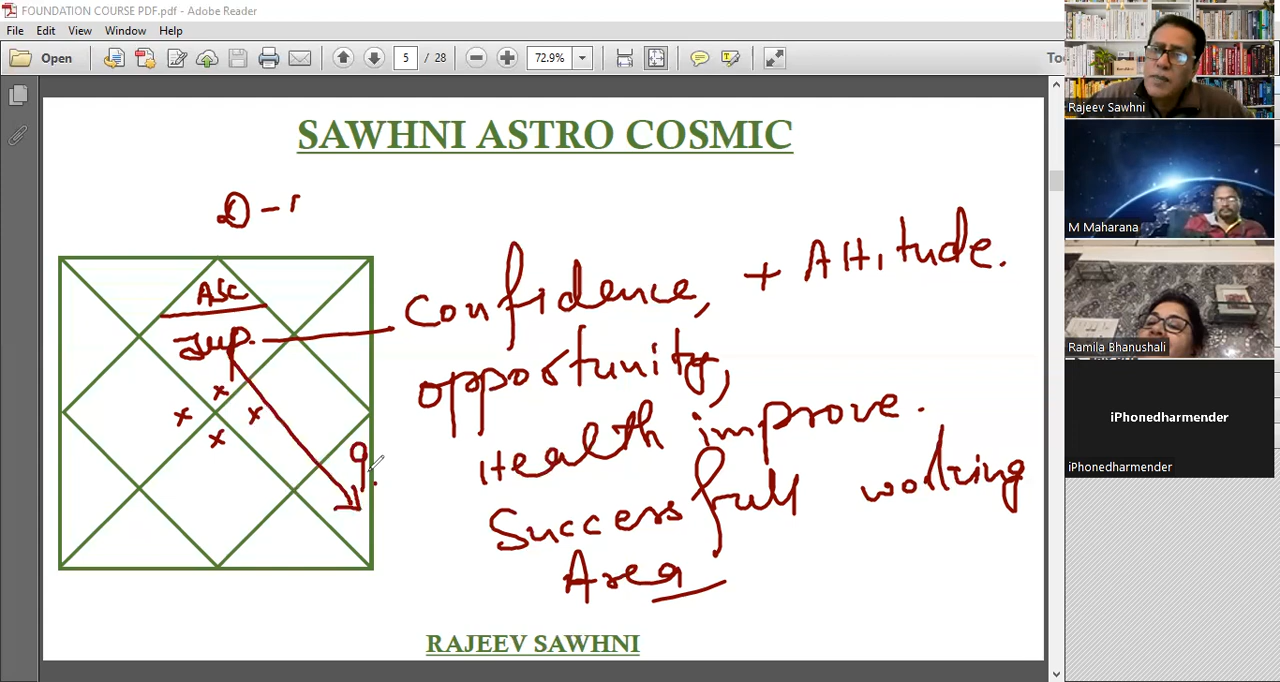 FOUNDATION COURSE PDF.pdf - Adobe Reader
File Edit View Window Help
Open 5 / 28 72.9%
SAWHNI ASTRO COSMIC
D-1
ASC
Jup.
x
x x
x
9.
Confidence, + Attitude.
opportunity,
Health improve.
Successfull working
Area
RAJEEV SAWHNI
Rajeev Sawhni
M Maharana
Ramila Bhanushali
iPhonedharmender
iPhonedharmender